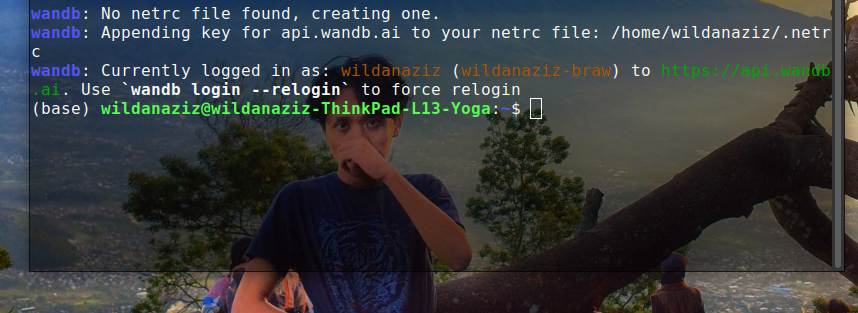 wandb: No netrc file found, creating one.
wandb: Appending key for api.wandb.ai to your netrc file: /home/wildanaziz/.netr
c
wandb: Currently logged in as: wildanaziz (wildanaziz-braw) to https://api.wandb
.ai. Use `wandb login --relogin` to force relogin
(base) wildanaziz@wildanaziz-ThinkPad-L13-Yoga:~$